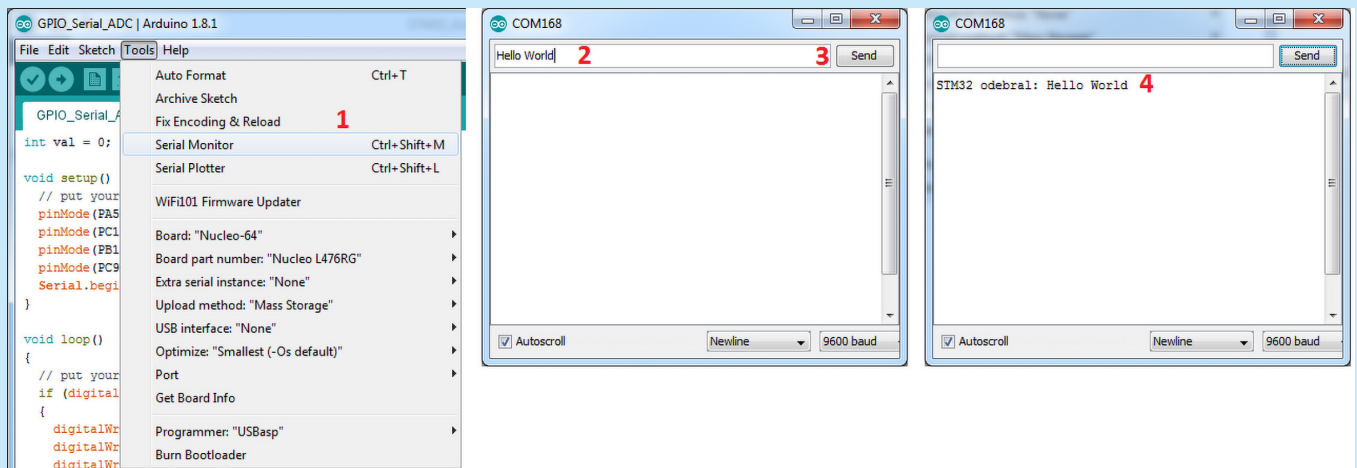 GPIO_Serial_ADC | Arduino 1.8.1
File Edit Sketch Tools Help
GPIO_Serial_A
int val = 0;
void setup()
// put your
pinMode(PA5
pinMode(PC1
pinMode(PB1
pinMode(PC9
Serial.begi
}
void loop()
{
// put your
if (digital
{
digitalWr
digitalWr
digitalWr
Auto Format Ctrl+T
Archive Sketch
Fix Encoding & Reload
1
Serial Monitor Ctrl+Shift+M
Serial Plotter Ctrl+Shift+L
WiFi101 Firmware Updater
Board: "Nucleo-64"
Board part number: "Nucleo L476RG"
Extra serial instance: "None"
Upload method: "Mass Storage"
USB interface: "None"
Optimize: "Smallest (-Os default)"
Port
Get Board Info
Programmer: "USBasp"
Burn Bootloader
COM168
Hello World 2 3 Send
Autoscroll Newline 9600 baud
COM168
Send
STM32 odebral: Hello World 4
Autoscroll Newline 9600 baud